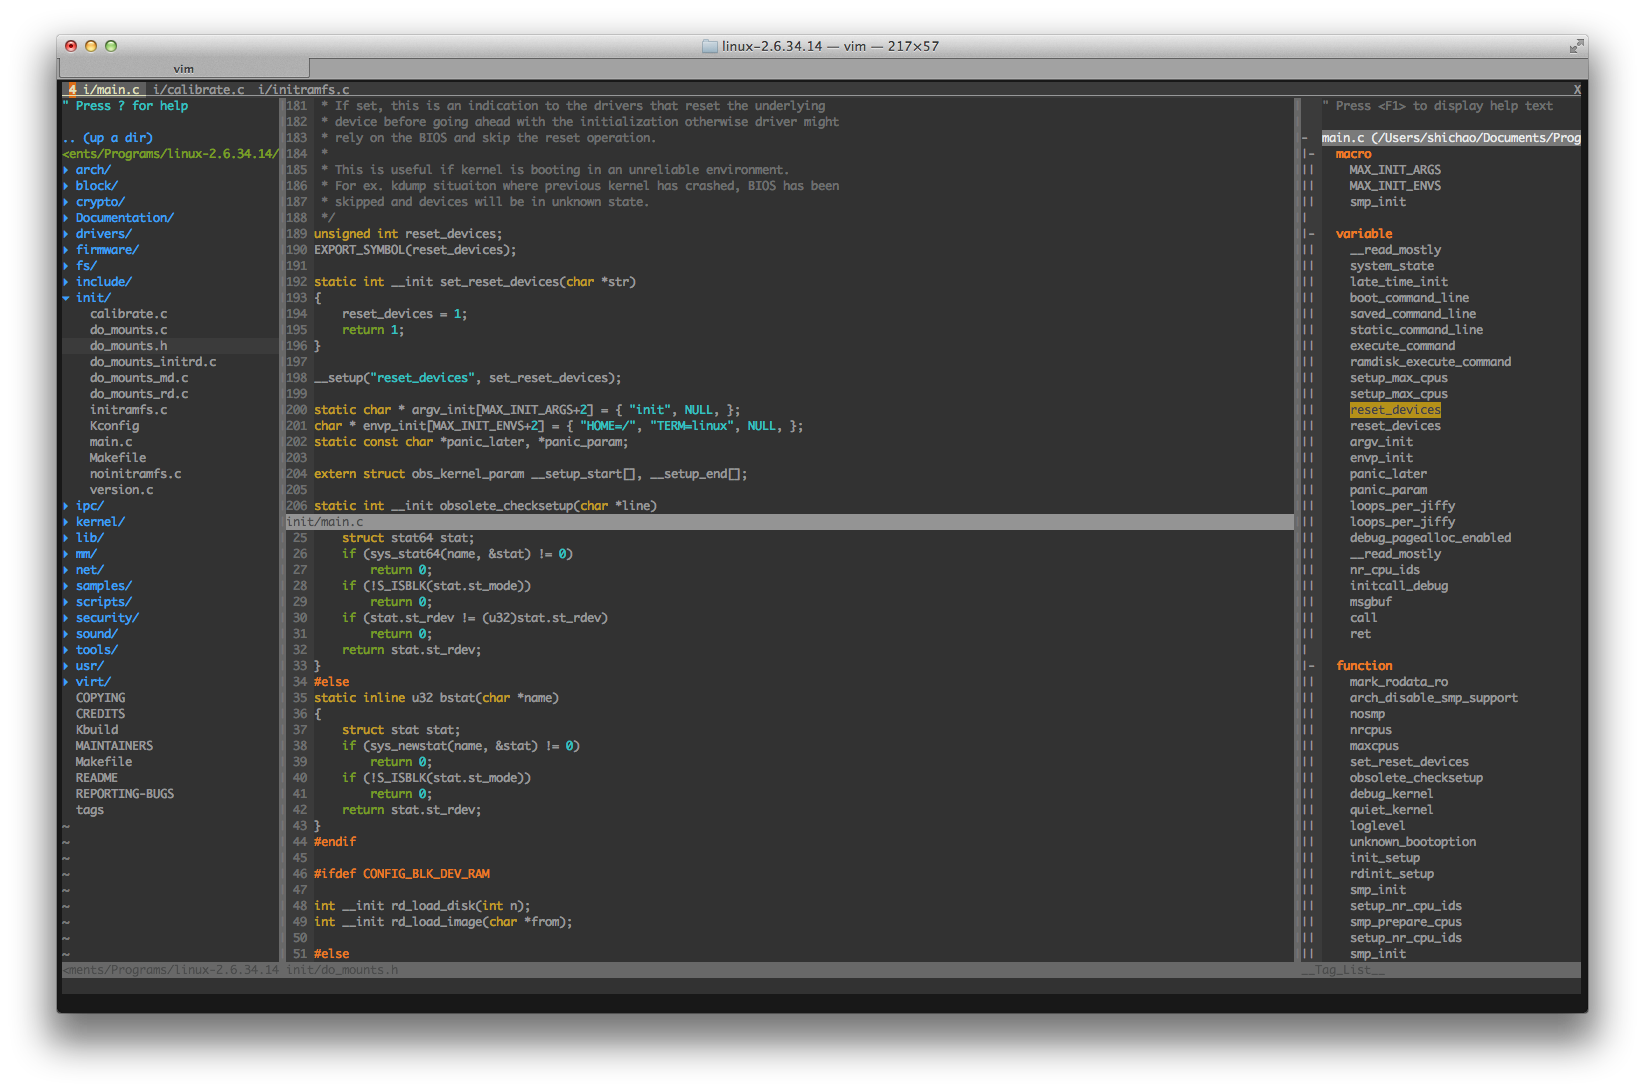 linux-2.6.34.14 — vim — 217×57
vim
4 i/main.c  i/calibrate.c  i/initramfs.c X
" Press ? for help
.. (up a dir)
<ents/Programs/linux-2.6.34.14/
arch/
block/
crypto/
Documentation/
drivers/
firmware/
fs/
include/
init/
calibrate.c
do_mounts.c
do_mounts.h
do_mounts_initrd.c
do_mounts_md.c
do_mounts_rd.c
initramfs.c
Kconfig
main.c
Makefile
noinitramfs.c
version.c
ipc/
kernel/
lib/
mm/
net/
samples/
scripts/
security/
sound/
tools/
usr/
virt/
COPYING
CREDITS
Kbuild
MAINTAINERS
Makefile
README
REPORTING-BUGS
tags
~
~
~
~
~
~
~
~
~
<ments/Programs/linux-2.6.34.14
181  * If set, this is an indication to the drivers that reset the underlying
182  * device before going ahead with the initialization otherwise driver might
183  * rely on the BIOS and skip the reset operation.
184  *
185  * This is useful if kernel is booting in an unreliable environment.
186  * For ex. kdump situaiton where previous kernel has crashed, BIOS has been
187  * skipped and devices will be in unknown state.
188  */
189 unsigned int reset_devices;
190 EXPORT_SYMBOL(reset_devices);
191
192 static int __init set_reset_devices(char *str)
193 {
194     reset_devices = 1;
195     return 1;
196 }
197
198 __setup("reset_devices", set_reset_devices);
199
200 static char * argv_init[MAX_INIT_ARGS+2] = { "init", NULL, };
201 char * envp_init[MAX_INIT_ENVS+2] = { "HOME=/", "TERM=linux", NULL, };
202 static const char *panic_later, *panic_param;
203
204 extern struct obs_kernel_param __setup_start[], __setup_end[];
205
206 static int __init obsolete_checksetup(char *line)
init/main.c
25     struct stat64 stat;
26     if (sys_stat64(name, &stat) != 0)
27         return 0;
28     if (!S_ISBLK(stat.st_mode))
29         return 0;
30     if (stat.st_rdev != (u32)stat.st_rdev)
31         return 0;
32     return stat.st_rdev;
33 }
34 #else
35 static inline u32 bstat(char *name)
36 {
37     struct stat stat;
38     if (sys_newstat(name, &stat) != 0)
39         return 0;
40     if (!S_ISBLK(stat.st_mode))
41         return 0;
42     return stat.st_rdev;
43 }
44 #endif
45
46 #ifdef CONFIG_BLK_DEV_RAM
47
48 int __init rd_load_disk(int n);
49 int __init rd_load_image(char *from);
50
51 #else
init/do_mounts.h
" Press <F1> to display help text
- main.c (/Users/shichao/Documents/Prog
|- macro
|| MAX_INIT_ARGS
|| MAX_INIT_ENVS
|| smp_init
|
|- variable
|| __read_mostly
|| system_state
|| late_time_init
|| boot_command_line
|| saved_command_line
|| static_command_line
|| execute_command
|| ramdisk_execute_command
|| setup_max_cpus
|| setup_max_cpus
|| reset_devices
|| reset_devices
|| argv_init
|| envp_init
|| panic_later
|| panic_param
|| loops_per_jiffy
|| loops_per_jiffy
|| debug_pagealloc_enabled
|| __read_mostly
|| nr_cpu_ids
|| initcall_debug
|| msgbuf
|| call
|| ret
|
|- function
|| mark_rodata_ro
|| arch_disable_smp_support
|| nosmp
|| nrcpus
|| maxcpus
|| set_reset_devices
|| obsolete_checksetup
|| debug_kernel
|| quiet_kernel
|| loglevel
|| unknown_bootoption
|| init_setup
|| rdinit_setup
|| smp_init
|| setup_nr_cpu_ids
|| smp_prepare_cpus
|| setup_nr_cpu_ids
|| smp_init
__Tag_List__